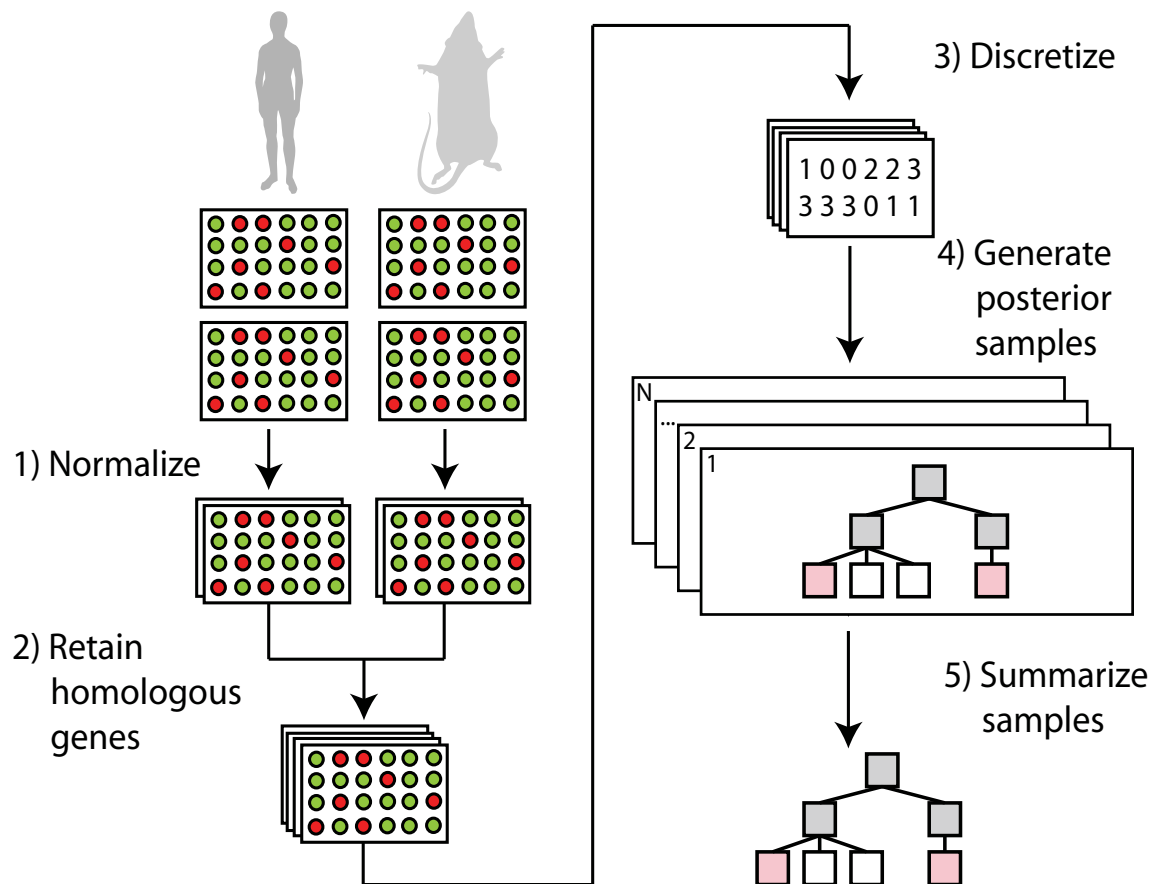 1) Normalize
2) Retain
homologous
genes
3) Discretize
1 0 0 2 2 3
3 3 3 0 1 1
4) Generate
posterior
samples
N
...
2
1
5) Summarize
samples